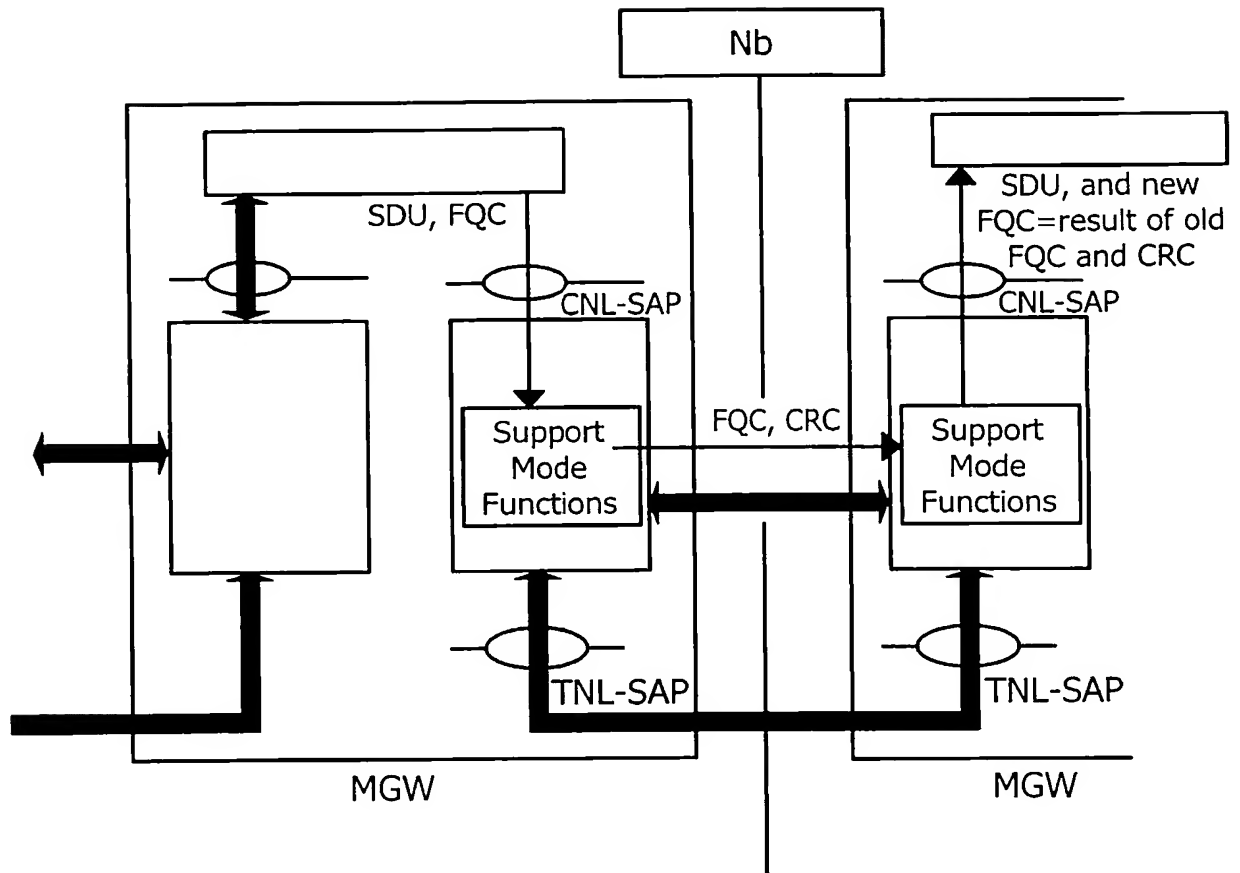 Nb
SDU, FQC
CNL-SAP
SDU, and new
FQC=result of old
FQC and CRC
CNL-SAP
Support
Mode
Functions
FQC, CRC
Support
Mode
Functions
TNL-SAP
TNL-SAP
MGW
MGW